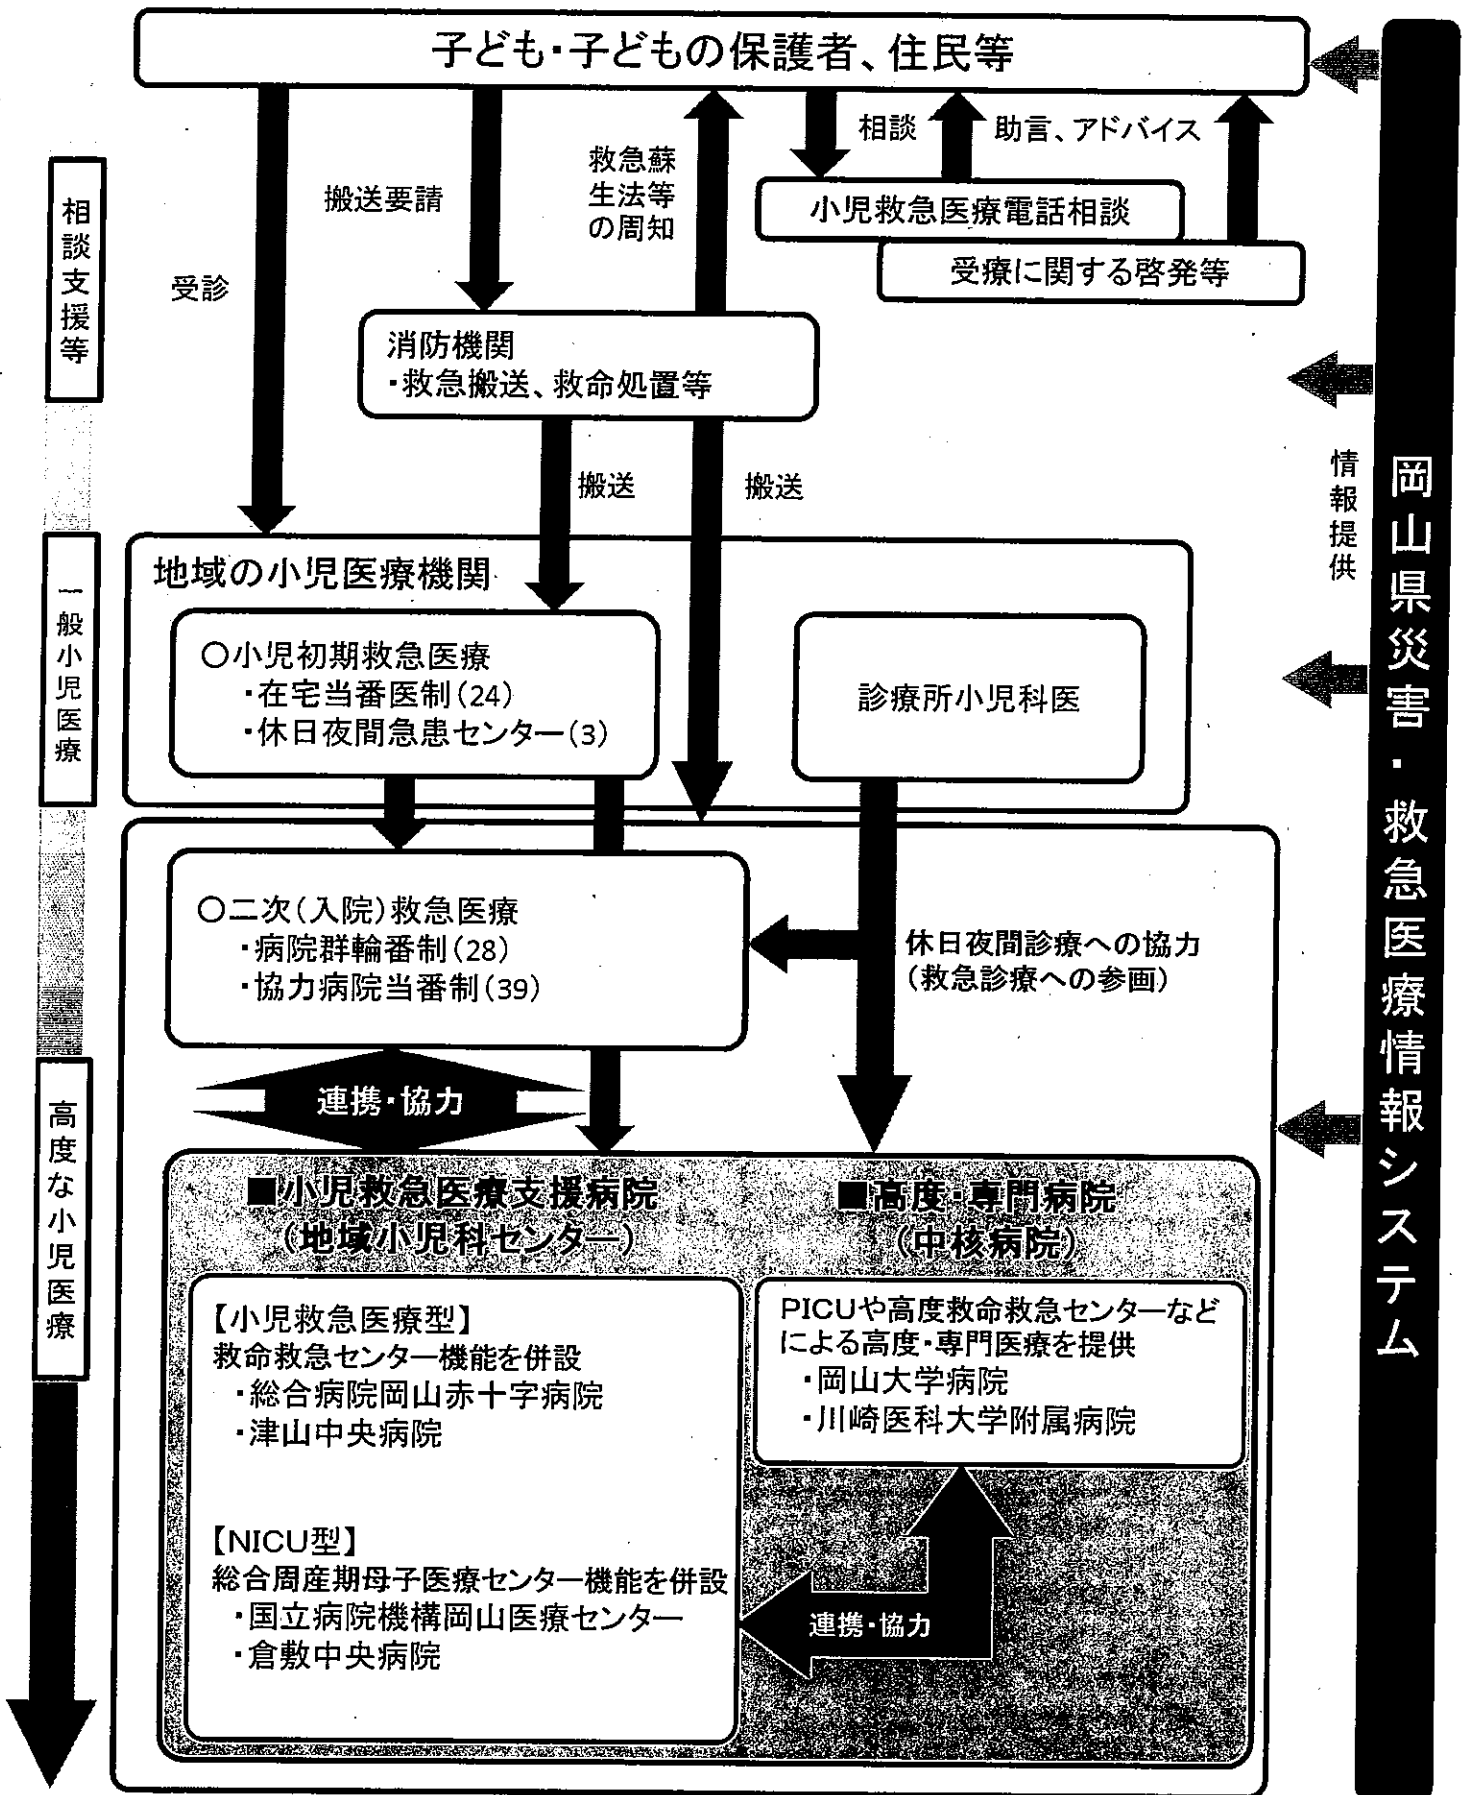 子ども・子どもの保護者、住民等
相談
助言、アドバイス
救急蘇
生法等
の周知
搬送要請
受診
小児救急医療電話相談
受療に関する啓発等
相談支援等
消防機関
・救急搬送、救命処置等
搬送
搬送
情報提供
岡山県災害・救急医療情報システム
一般小児医療
地域の小児医療機関
〇小児初期救急医療
・在宅当番医制(24)
・休日夜間急患センター(3)
診療所小児科医
〇二次(入院)救急医療
・病院群輪番制(28)
・協力病院当番制(39)
休日夜間診療への協力
(救急診療への参画)
連携・協力
高度な小児医療
■小児救急医療支援病院
(地域小児科センター)
■高度・専門病院
(中核病院)
【小児救急医療型】
救命救急センター機能を併設
・総合病院岡山赤十字病院
・津山中央病院
【NICU型】
総合周産期母子医療センター機能を併設
・国立病院機構岡山医療センター
・倉敷中央病院
PICUや高度救命救急センターなど
による高度・専門医療を提供
・岡山大学病院
・川崎医科大学附属病院
連携・協力